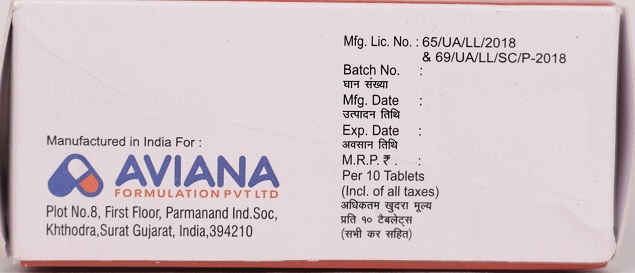 Mfg. Lic. No. : 65/UA/LL/2018
& 69/UA/LL/SC/P-2018
Batch No. :
घान संख्या
Mfg. Date :
उत्पादन तिथि
Exp. Date :
अवसान तिथि
M.R.P. ₹ . :
Per 10 Tablets
(Incl. of all taxes)
अधिकतम खुदरा मूल्य
प्रति १० टैबलेट्स
(सभी कर सहित)
Manufactured in India For :
AVIANA
FORMULATION PVT LTD
Plot No.8, First Floor, Parmanand Ind.Soc,
Khthodra,Surat Gujarat, India,394210